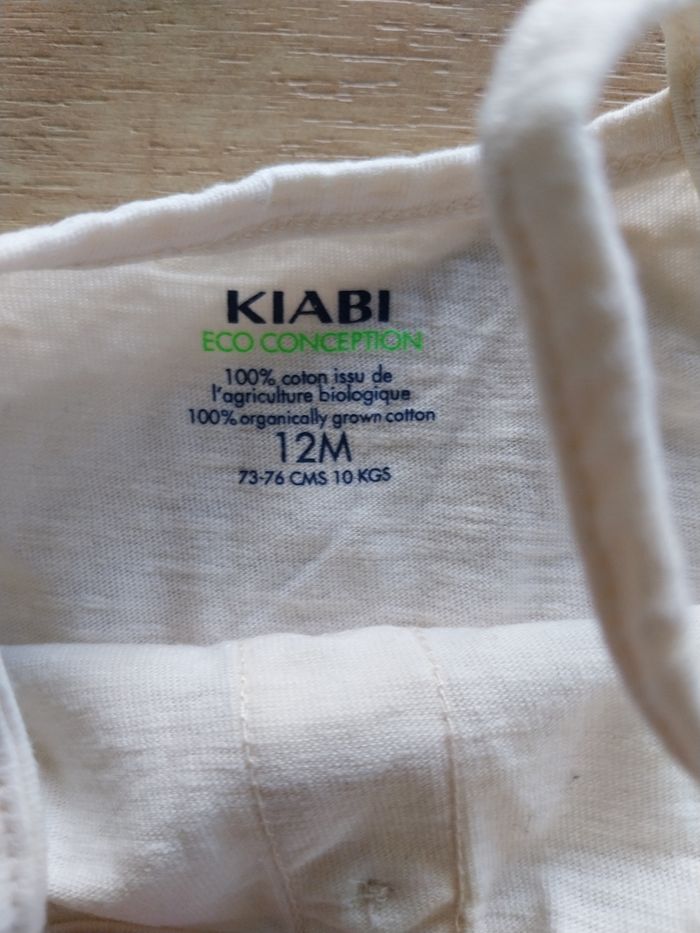 KIABI
ECO CONCEPTION
100% coton issu de
l'agriculture biologique
100% organically grown cotton
12M
73-76 CMS 10 KGS